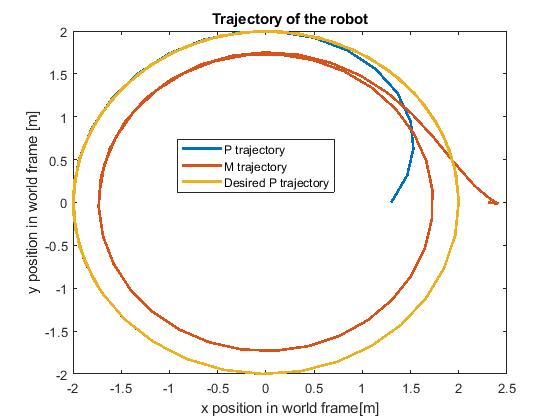 Trajectory of the robot
2
1.5
1
0.5
0
-0.5
-1
-1.5
-2
y position in world frame [m]
P trajectory
M trajectory
Desired P trajectory
-2 -1.5 -1 -0.5 0 0.5 1 1.5 2 2.5
x position in world frame[m]